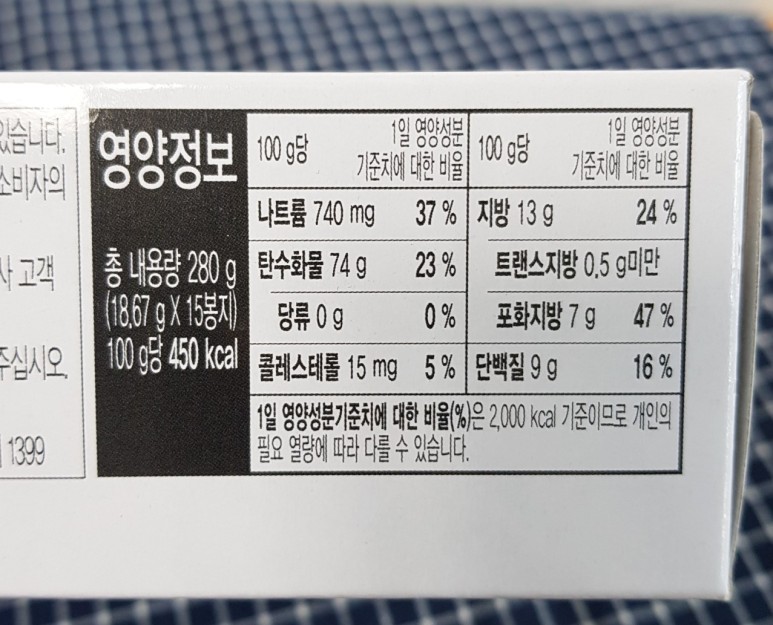 있습니다.
소비자의
사 고객
주십시오.
1399
영양정보
총 내용량 280 g
(18.67 g X 15봉지)
100 g당 450 kcal
100 g당 1일 영양성분
기준치에 대한 비율
100 g당 1일 영양성분
기준치에 대한 비율
나트륨 740 mg 37 % 지방 13 g 24 %
탄수화물 74 g 23 % 트랜스지방 0.5 g미만
당류 0 g 0 % 포화지방 7 g 47 %
콜레스테롤 15 mg 5 % 단백질 9 g 16 %
1일 영양성분기준치에 대한 비율(%)은 2,000 kcal 기준이므로 개인의
필요 열량에 따라 다를 수 있습니다.